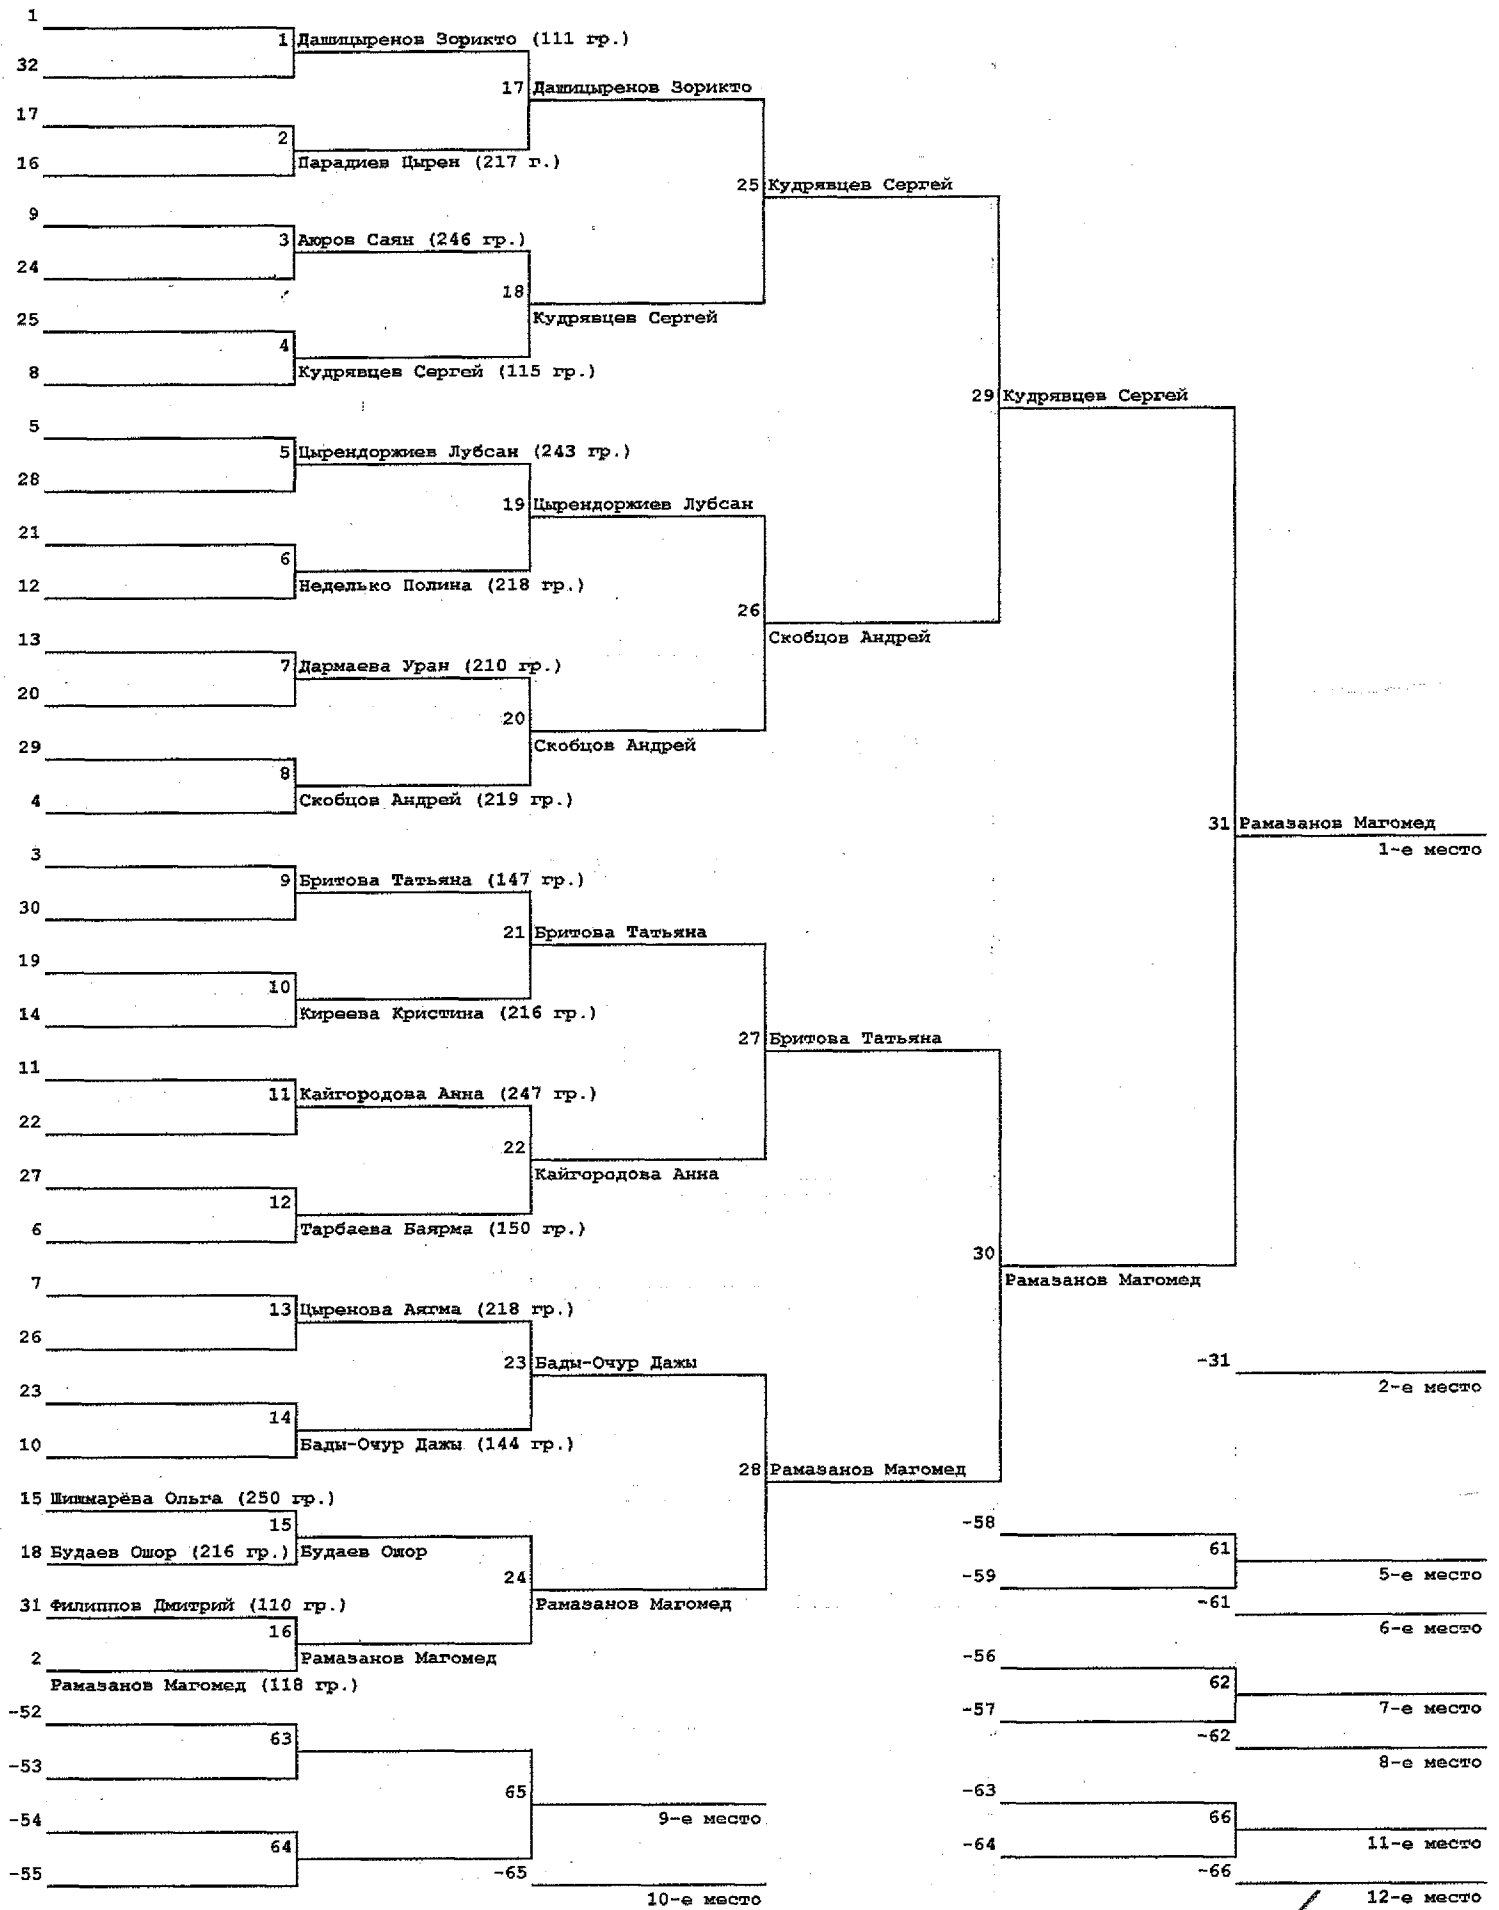 1
1 Дашицыренов Зорикто (111 гр.)
32
17 Дашицыренов Зорикто
17
2
16
Парадиев Цырен (217 г.)
25 Кудрявцев Сергей
9
3 Аюров Саян (246 гр.)
24
18
25
Кудрявцев Сергей
4
8
Кудрявцев Сергей (115 гр.)
29 Кудрявцев Сергей
5
5 Цырендоржиев Лубсан (243 гр.)
28
19 Цырендоржиев Лубсан
21
6
12
Неделько Полина (218 гр.)
26
Скобцов Андрей
13
7 Дармаева Уран (210 гр.)
20
20
29
Скобцов Андрей
8
4
Скобцов Андрей (219 гр.)
31 Рамазанов Магомед
1-е место
3
9 Бритова Татьяна (147 гр.)
30
21 Бритова Татьяна
19
10
14
Киреева Кристина (216 гр.)
27 Бритова Татьяна
11
11 Кайгородова Анна (247 гр.)
22
22
27
Кайгородова Анна
12
6
Тарбаева Баярма (150 гр.)
30
Рамазанов Магомед
7
13 Цыренова Аягма (218 гр.)
26
23 Бады-Очур Дажы
-31
2-е место
23
14
10
Бады-Очур Дажы (144 гр.)
28 Рамазанов Магомед
15 Шишмарёва Ольга (250 гр.)
15
18 Будаев Ошор (216 гр.) Будаев Ошор
24
31 Филиппов Дмитрий (110 гр.)
Рамазанов Магомед
16
2
Рамазанов Магомед
Рамазанов Магомед (118 гр.)
-58
61
-59
5-е место
-61
6-е место
-56
62
-57
7-е место
-62
8-е место
-52
63
-53
65
9-е место
-54
64
-55
-65
10-е место
-63
66
-64
11-е место
-66
12-е место